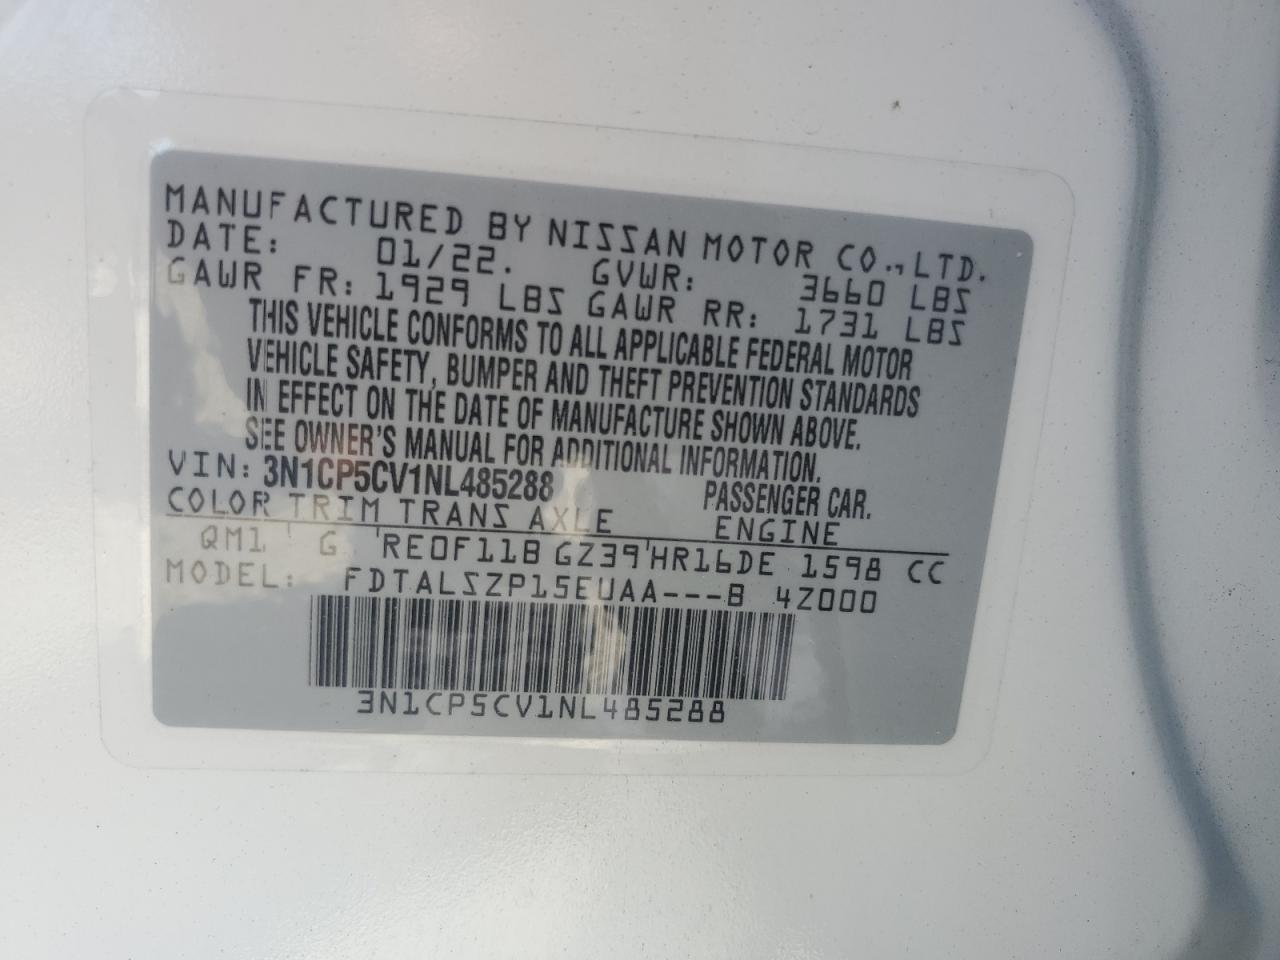 MANUFACTURED BY NISSAN MOTOR CO., LTD.
DATE: 01/22. GVWR: 3660 LBS
GAWR FR: 1929 LBS GAWR RR: 1731 LBS
THIS VEHICLE CONFORMS TO ALL APPLICABLE FEDERAL MOTOR
VEHICLE SAFETY, BUMPER AND THEFT PREVENTION STANDARDS
IN EFFECT ON THE DATE OF MANUFACTURE SHOWN ABOVE.
SEE OWNER'S MANUAL FOR ADDITIONAL INFORMATION.
VIN: 3N1CP5CV1NL485288 PASSENGER CAR.
COLOR TRIM TRANS AXLE ENGINE
QM1 G RE0F11B GZ39 HR16DE 1598 CC
MODEL: FDTALSZP15EUAA---B 4Z000
3N1CP5CV1NL485288